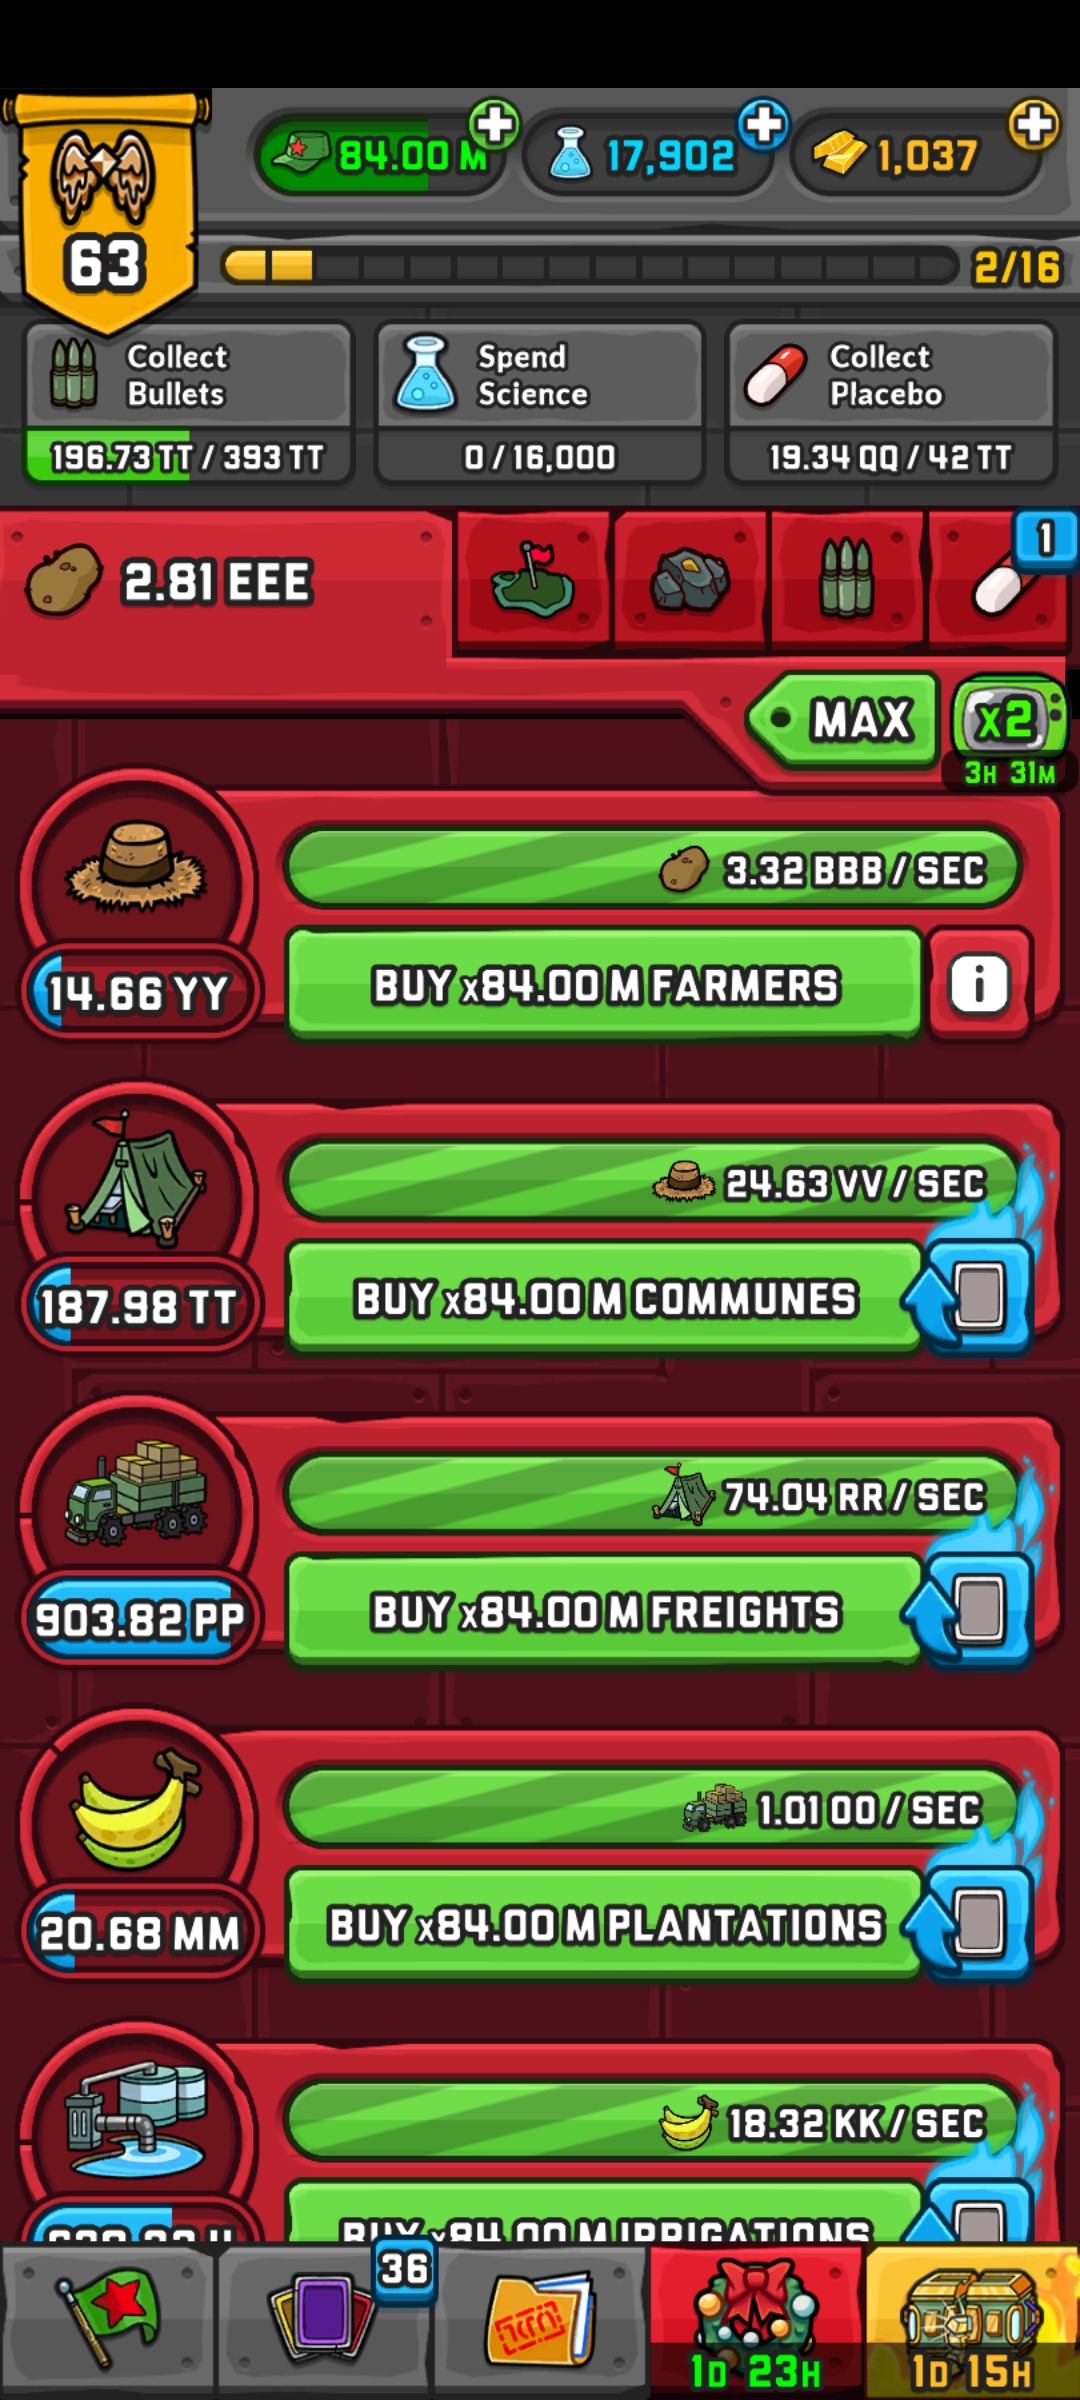 84.00 M
17,902
1,037
63
2/16
Collect
Bullets
196.73 TT / 393 TT
Spend
Science
0 / 16,000
Collect
Placebo
19.34 QQ / 42 TT
2.81 EEE
1
MAX
x2
3H 31M
3.32 BBB / SEC
14.66 YY
BUY x84.00 M FARMERS
i
24.63 VV / SEC
187.98 TT
BUY x84.00 M COMMUNES
74.04 RR / SEC
903.82 PP
BUY x84.00 M FREIGHTS
1.01 OO / SEC
20.68 MM
BUY x84.00 M PLANTATIONS
18.32 KK / SEC
BUY x84.00 M IRRIGATIONS
36
1D 23H
1D 15H